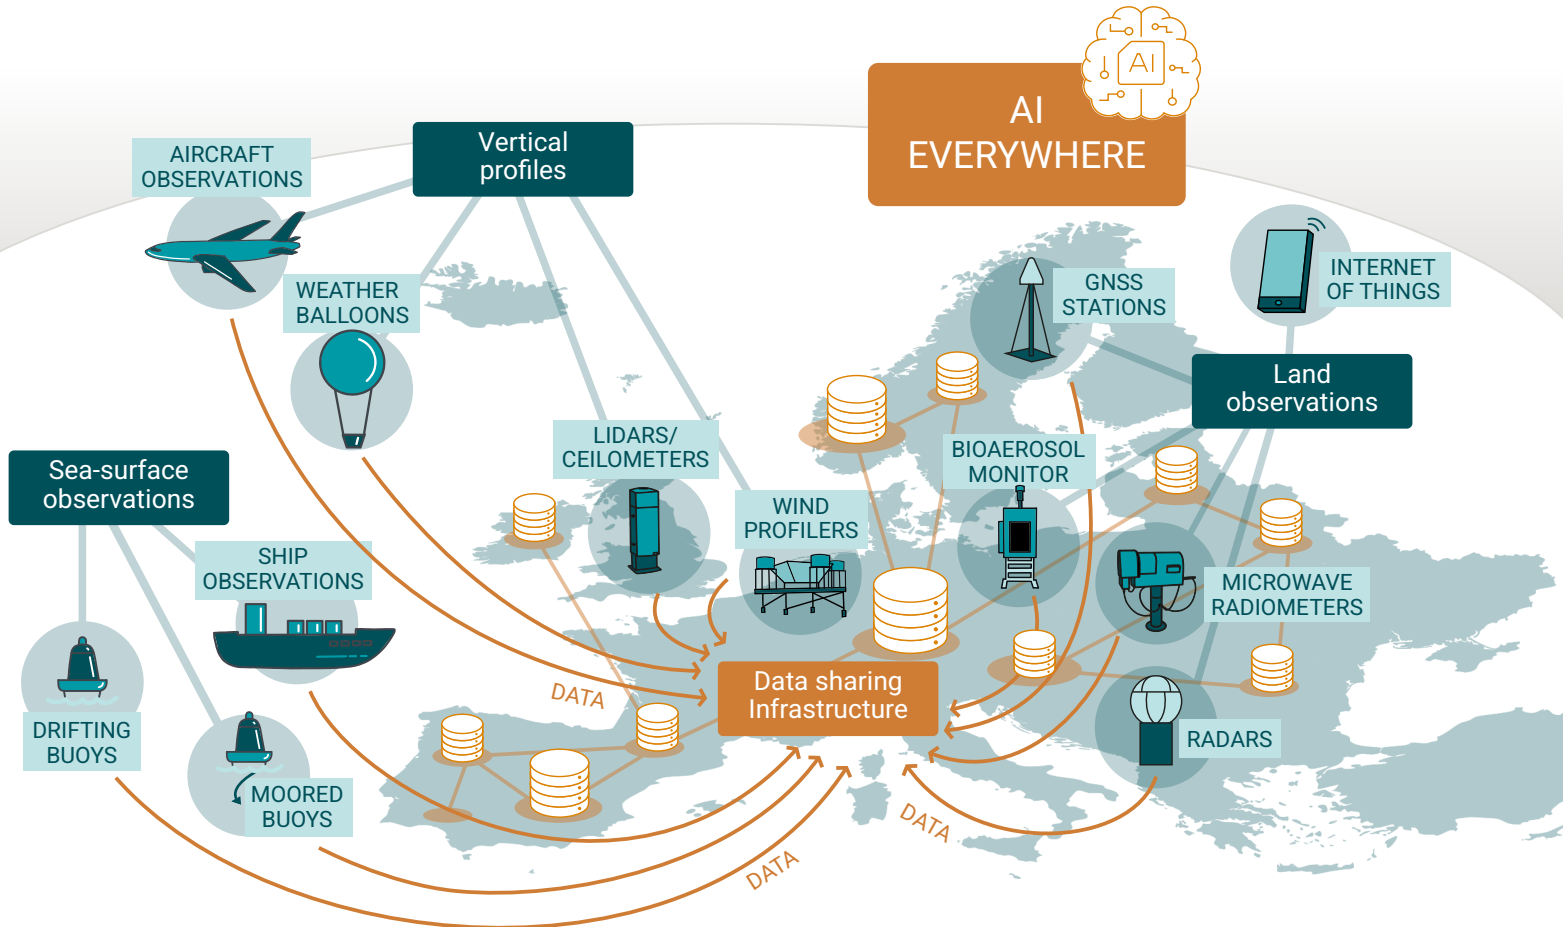 AI
AI
EVERYWHERE
Vertical
profiles
AIRCRAFT
OBSERVATIONS
WEATHER
BALLOONS
GNSS
STATIONS
INTERNET
OF THINGS
Land
observations
LIDARS/
CEILOMETERS
BIOAEROSOL
MONITOR
Sea-surface
observations
WIND
PROFILERS
SHIP
OBSERVATIONS
MICROWAVE
RADIOMETERS
DATA
Data sharing
Infrastructure
DRIFTING
BUOYS
RADARS
MOORED
BUOYS
DATA
DATA